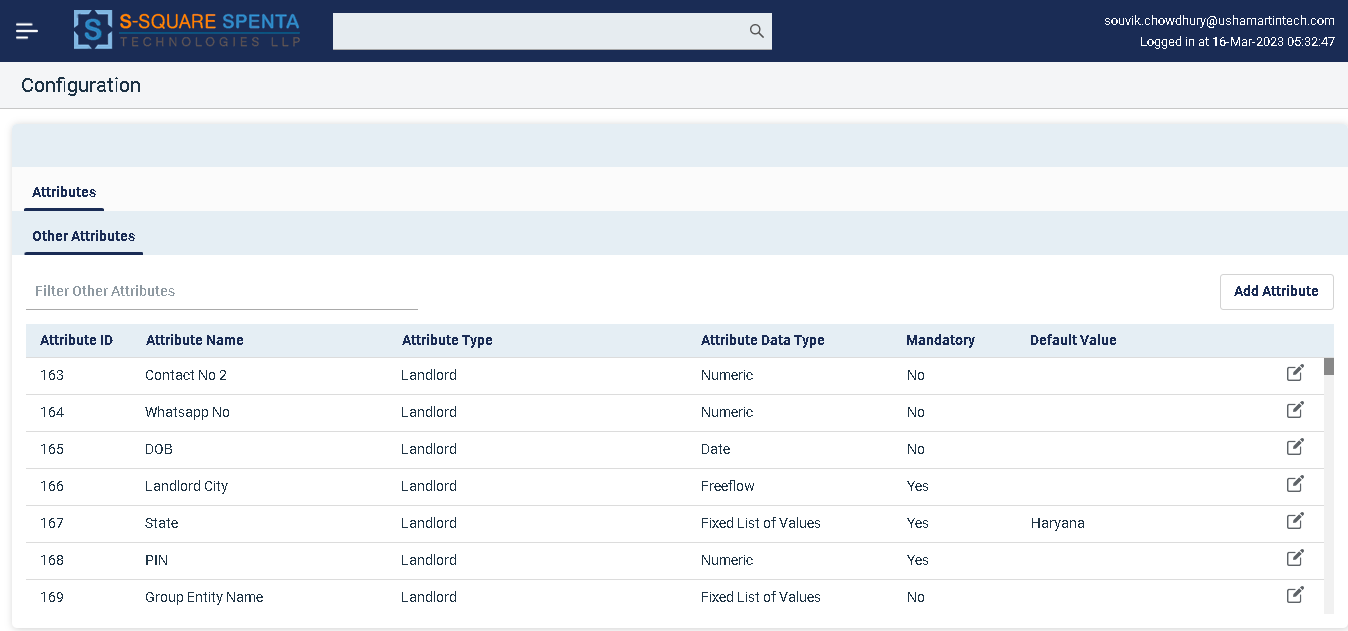 S-SQUARE SPENTA
TECHNOLOGIES LLP
souvik.chowdhury@ushamartintech.com
Logged in at 16-Mar-2023 05:32:47
Configuration
Attributes
Other Attributes
Filter Other Attributes
Add Attribute
Attribute ID Attribute Name Attribute Type Attribute Data Type Mandatory Default Value
163 Contact No 2 Landlord Numeric No
164 Whatsapp No Landlord Numeric No
165 DOB Landlord Date No
166 Landlord City Landlord Freeflow Yes
167 State Landlord Fixed List of Values Yes Haryana
168 PIN Landlord Numeric Yes
169 Group Entity Name Landlord Fixed List of Values No